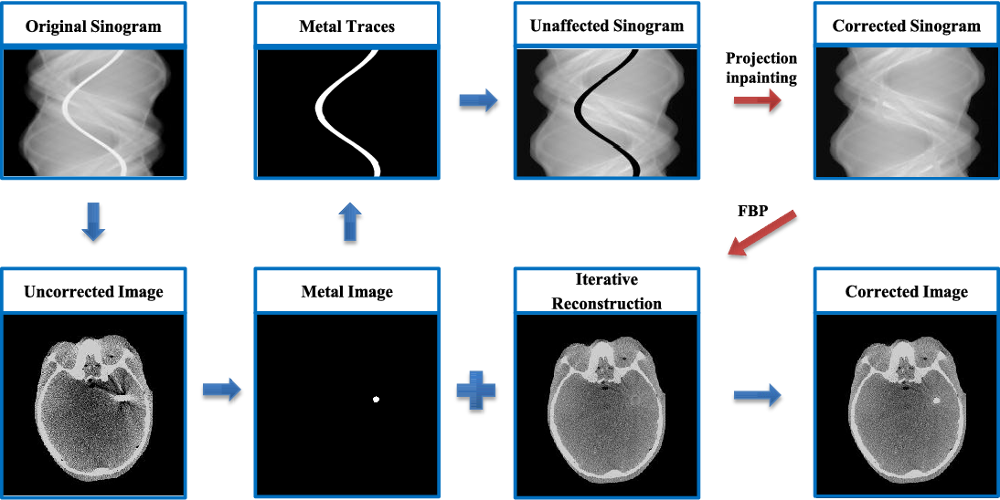 Original Sinogram
Metal Traces
Unaffected Sinogram
Corrected Sinogram
Projection
inpainting
FBP
Uncorrected Image
Metal Image
Iterative
Reconstruction
Corrected Image